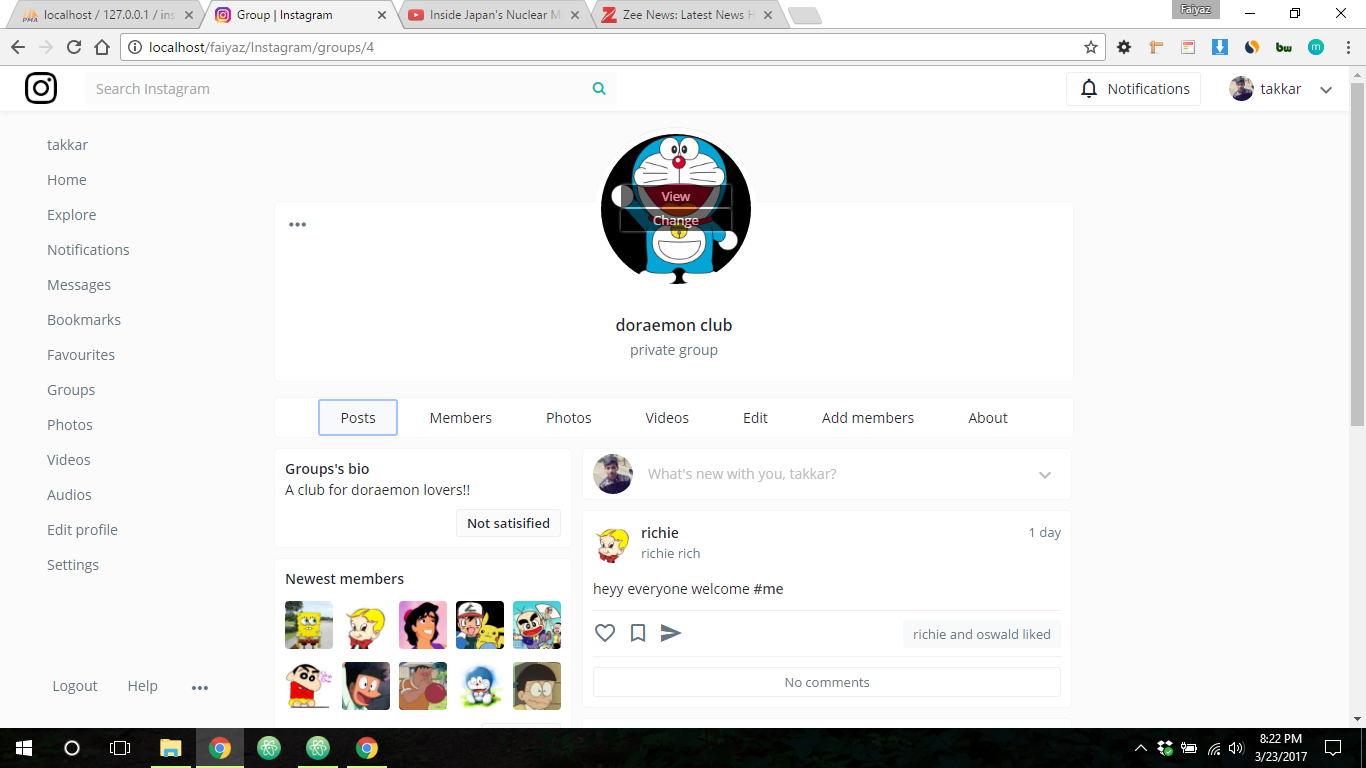 localhost / 127.0.0.1 / ins
Group | Instagram
Inside Japan's Nuclear M
Zee News: Latest News H
Faiyaz
localhost/faiyaz/Instagram/groups/4
bw
m
Search Instagram
Notifications
takkar
takkar
Home
Explore
Notifications
Messages
Bookmarks
Favourites
Groups
Photos
Videos
Audios
Edit profile
Settings
Logout
Help
View
Change
doraemon club
private group
Posts
Members
Photos
Videos
Edit
Add members
About
Groups's bio
A club for doraemon lovers!!
Not satisified
Newest members
What's new with you, takkar?
richie
1 day
richie rich
heyy everyone welcome #me
richie and oswald liked
No comments
8:22 PM
3/23/2017